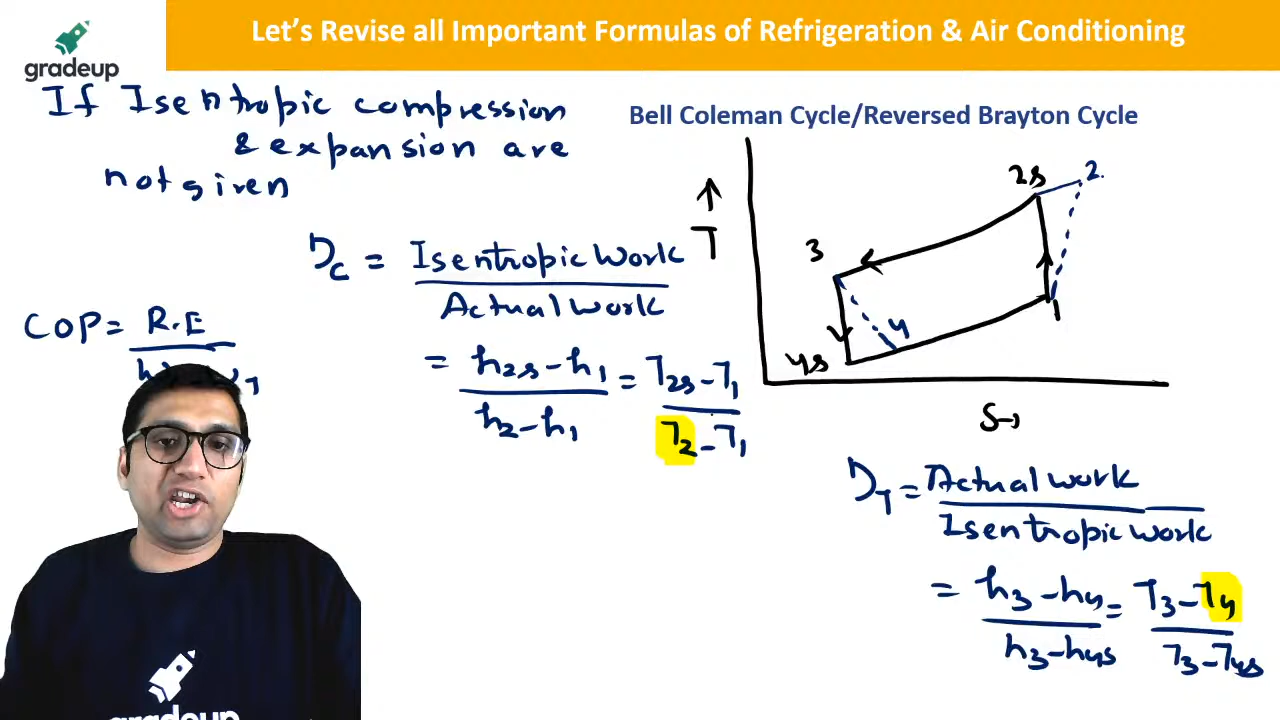 Let's Revise all Important Formulas of Refrigeration & Air Conditioning
gradeup
If Isentropic compression
& expansion are
not given
Bell Coleman Cycle/Reversed Brayton Cycle
T
S→
1
2s
2
3
4
4s
ηc = Isentropic Work
Actual work
= h2s - h1 = T2s - T1
h2 - h1 T2 - T1
COP = R.E
ηT = Actual work
Isentropic work
= h3 - h4 = T3 - T4
h3 - h4s T3 - T4s
gradeup